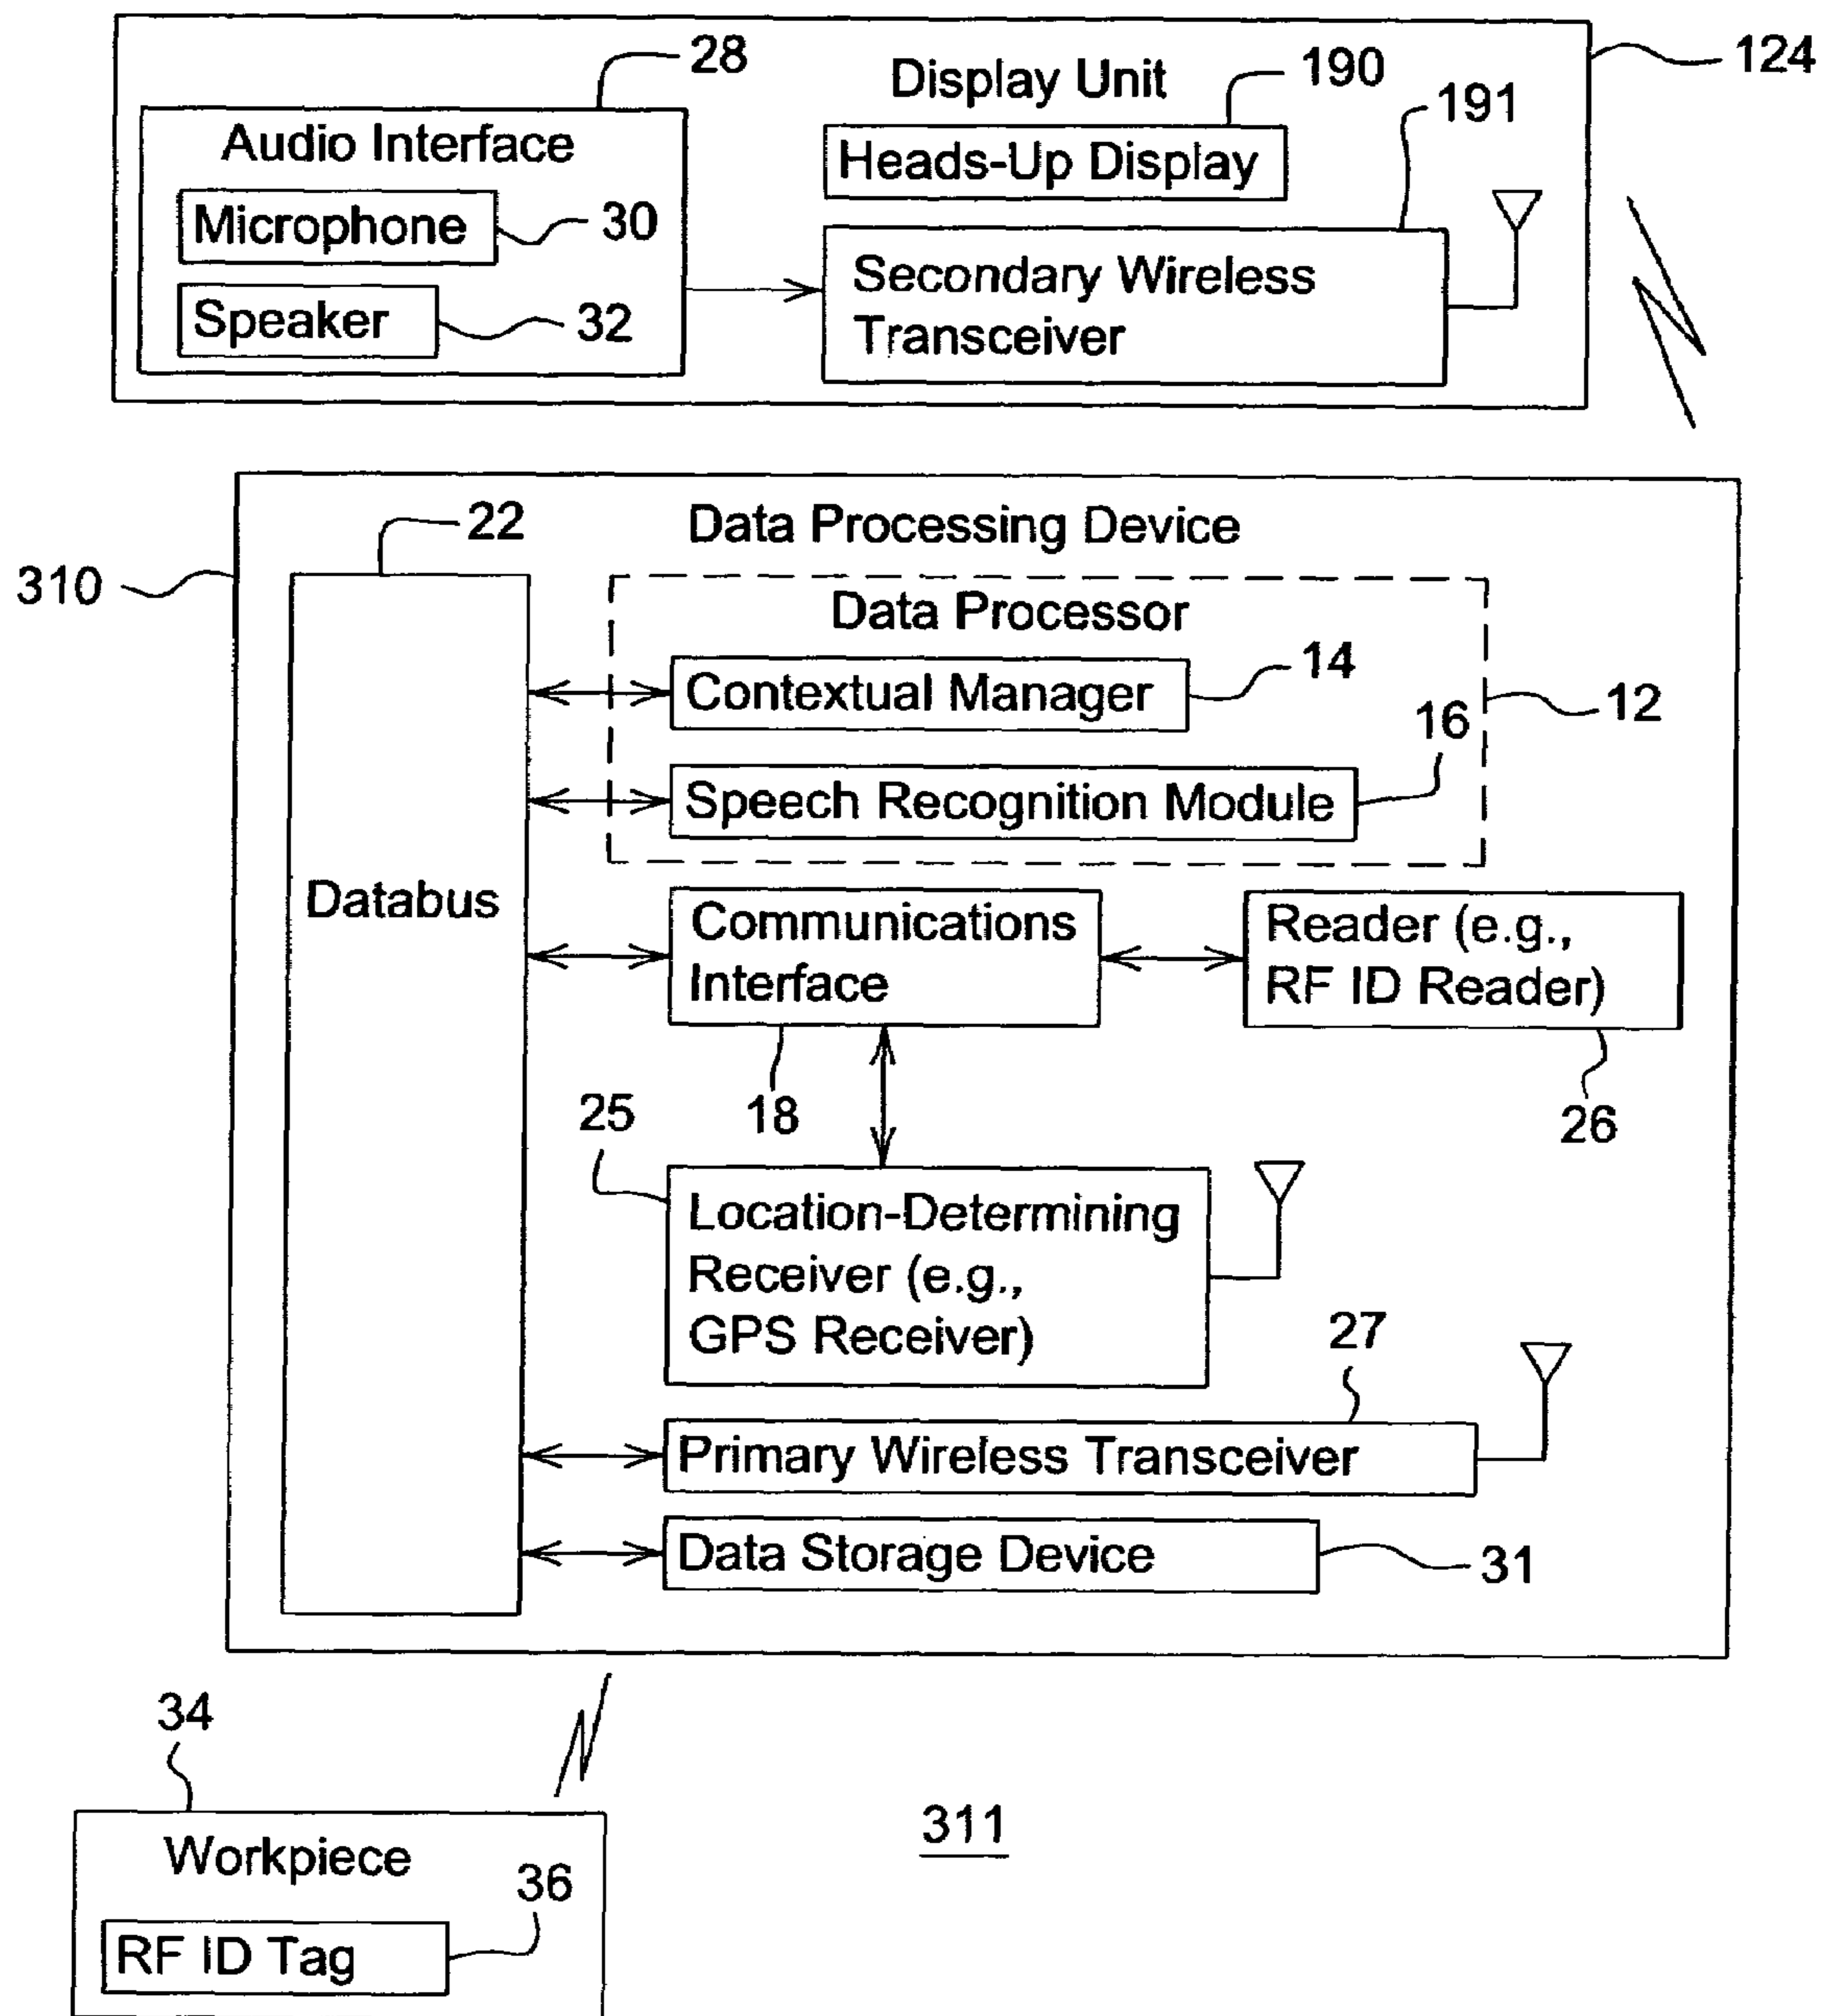 28
Display Unit
190
124
191
Audio Interface
Heads-Up Display
Microphone
30
Secondary Wireless
Transceiver
Speaker
32
22
Data Processing Device
310
Data Processor
Contextual Manager
14
12
16
Speech Recognition Module
Databus
Communications
Interface
Reader (e.g.,
RF ID Reader)
18
26
25
Location-Determining
Receiver (e.g.,
GPS Receiver)
27
Primary Wireless Transceiver
Data Storage Device
31
34
Workpiece
311
36
RF ID Tag